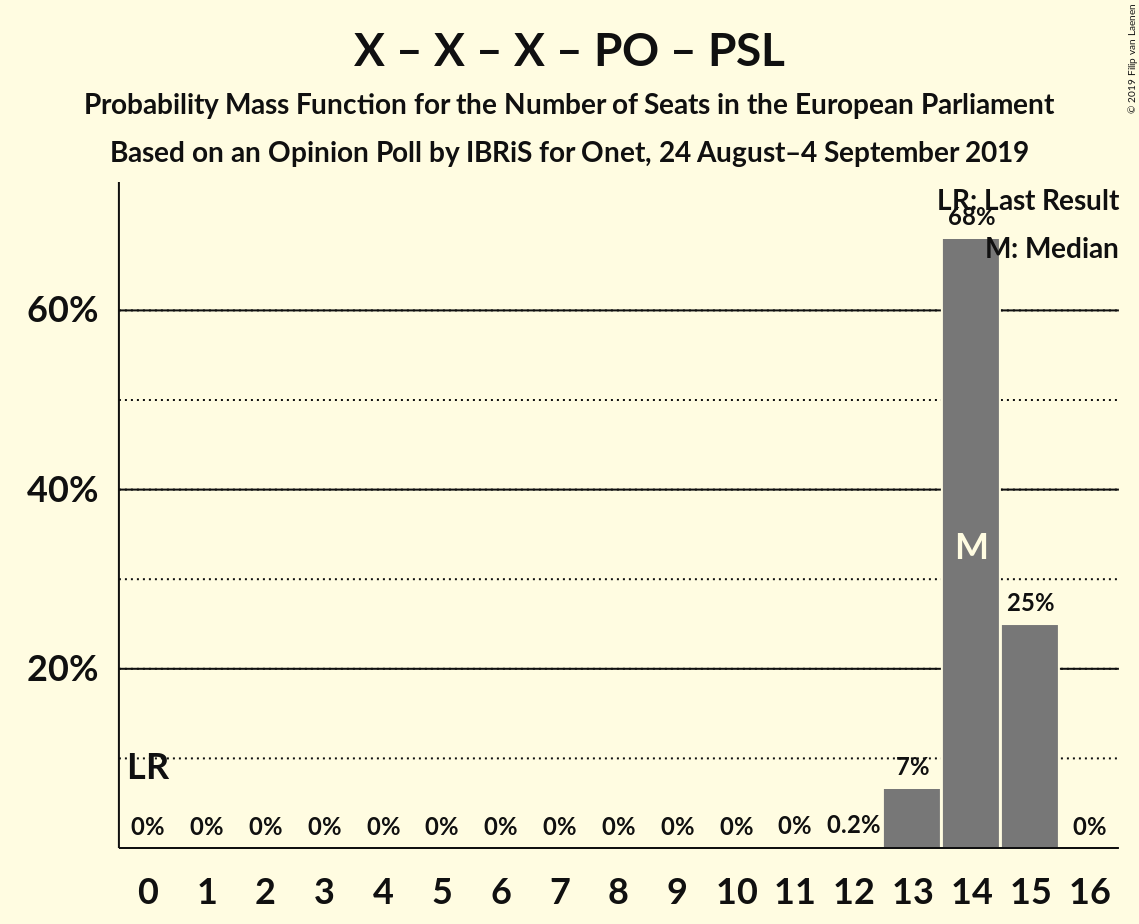 X – X – X – PO – PSL
Probability Mass Function for the Number of Seats in the European Parliament
Based on an Opinion Poll by IBRiS for Onet, 24 August–4 September 2019
© 2019 Filip van Laenen
LR: Last Result
68%
M: Median
60%
40%
M
25%
20%
LR
7%
0% 0% 0% 0% 0% 0% 0% 0% 0% 0% 0% 0% 0.2% 0%
0 1 2 3 4 5 6 7 8 9 10 11 12 13 14 15 16